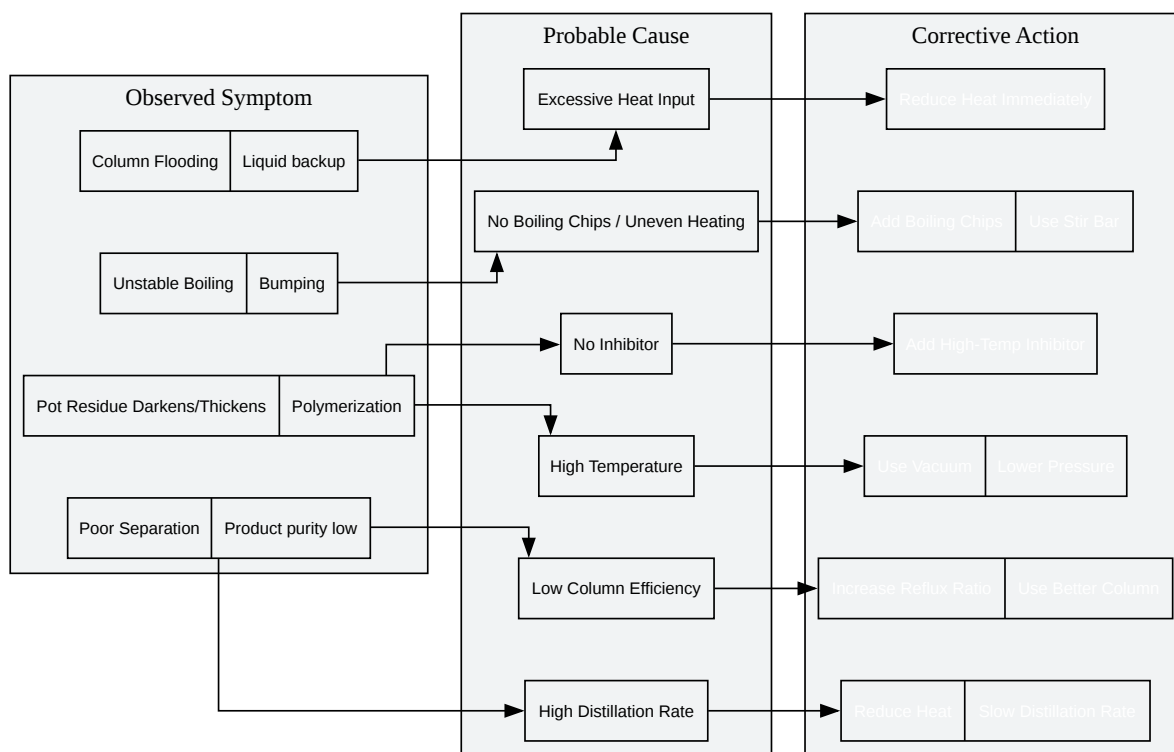 Observed Symptom
Column Flooding
Liquid backup
Unstable Boiling
Bumping
Pot Residue Darkens/Thickens
Polymerization
Poor Separation
Product purity low
Probable Cause
Excessive Heat Input
No Boiling Chips / Uneven Heating
No Inhibitor
High Temperature
Low Column Efficiency
High Distillation Rate
Corrective Action
Reduce Heat Immediately
Add Boiling Chips
Use Stir Bar
Add High-Temp Inhibitor
Use Vacuum
Lower Pressure
Increase Reflux Ratio
Use Better Column
Reduce Heat
Slow Distillation Rate